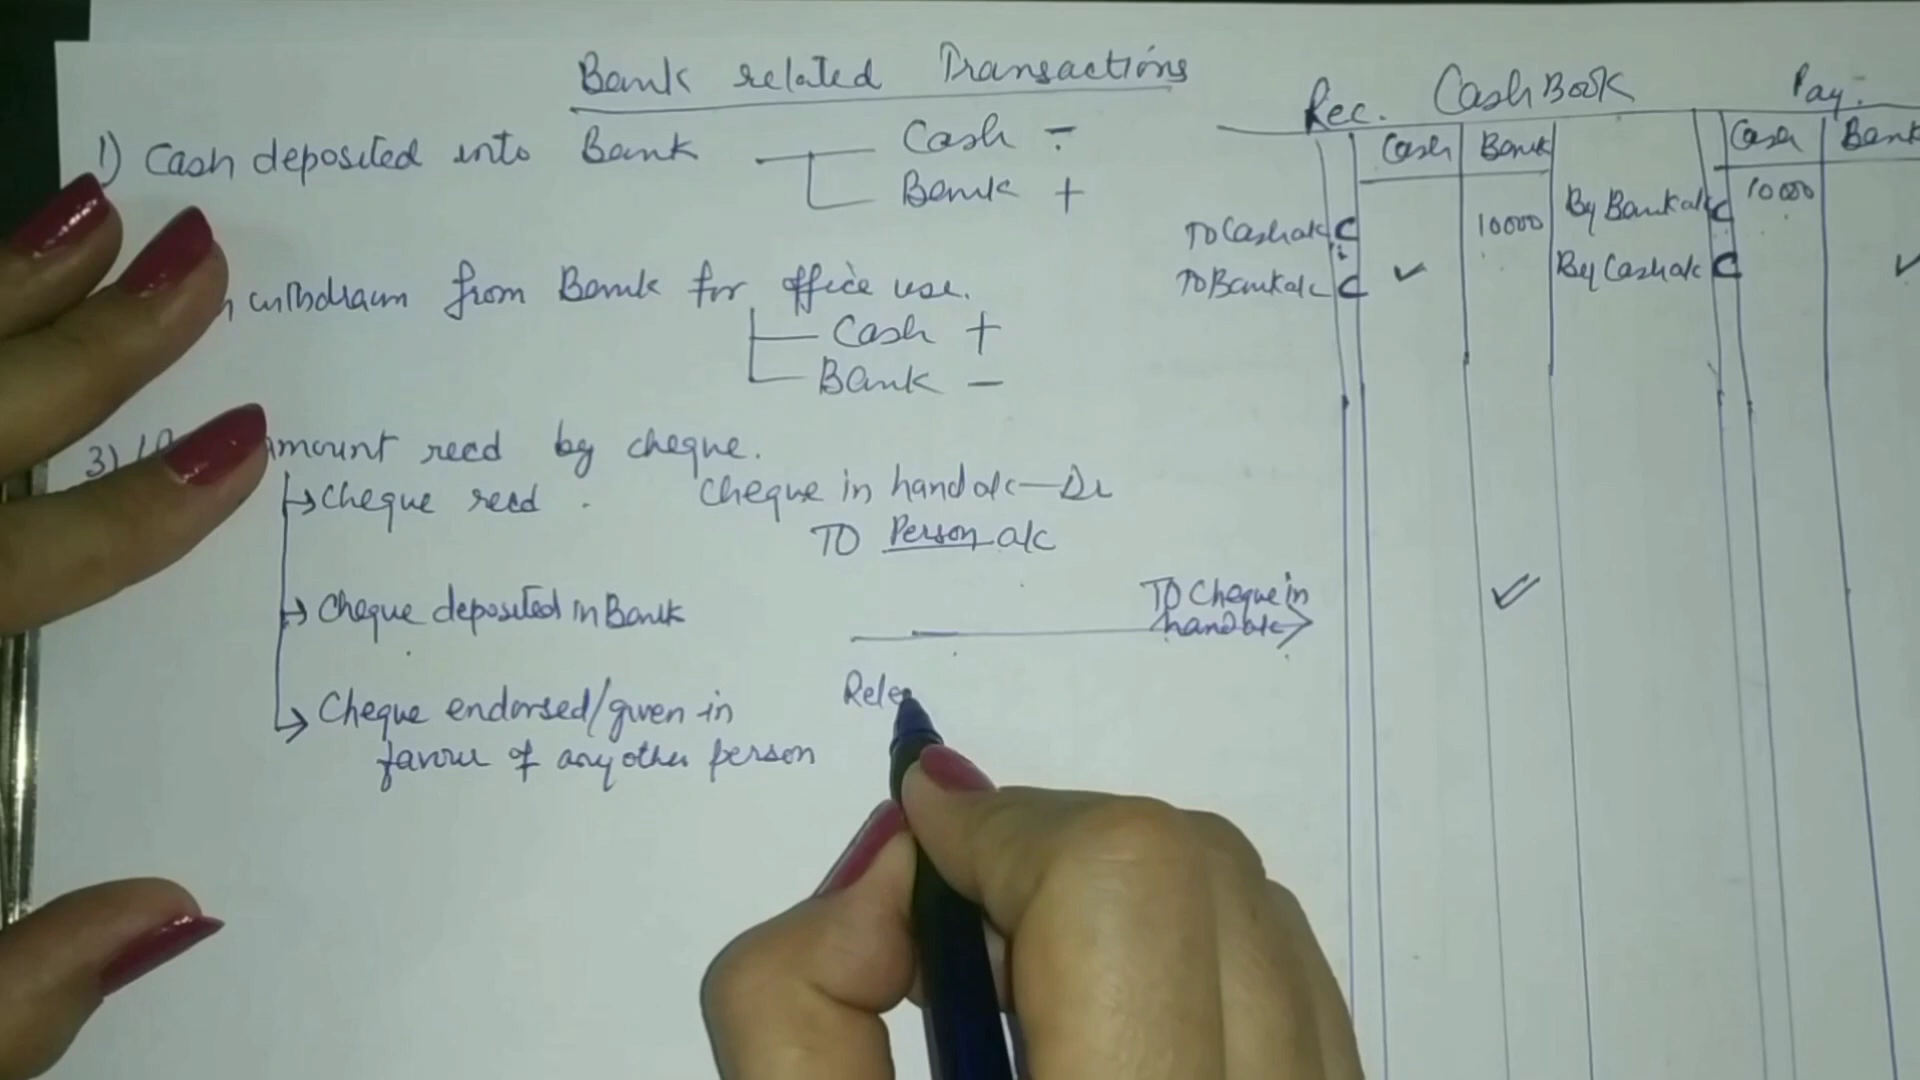 Bank related Transactions
1) Cash deposited into Bank
Cash -
Bank +
withdrawn from Bank for office use.
Cash +
Bank -
3) amount recd by cheque.
→ Cheque recd . Cheque in hand a/c — Dr
TO Person a/c
→ Cheque deposited in Bank
TO Cheque in
hand a/c
→ Cheque endorsed/given in
favour of any other person
Rele
Rec. Cash Book Pay.
Cash Bank Cash Bank
To Cash a/c C 10000 By Bank a/c C 10000
To Bank a/c C ✓ By Cash a/c C ✓
✓